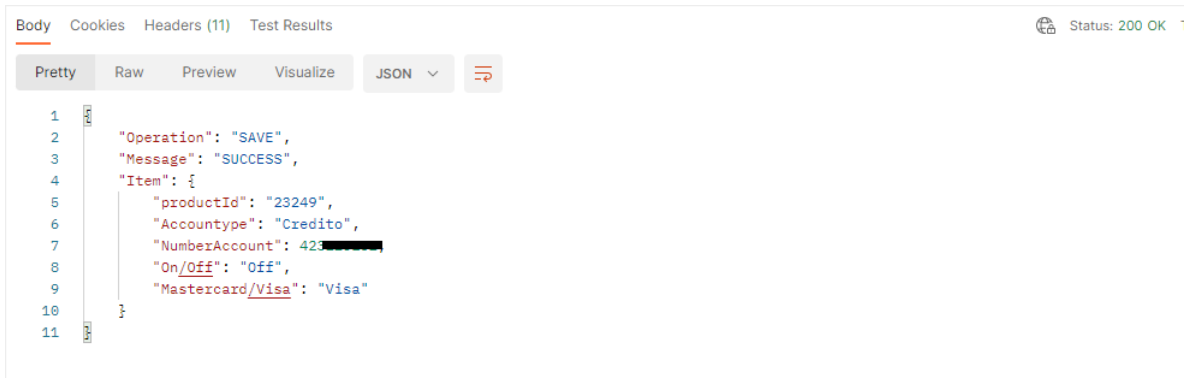 Body Cookies Headers (11) Test Results Status: 200 OK
Pretty Raw Preview Visualize JSON
1 {
2 "Operation": "SAVE",
3 "Message": "SUCCESS",
4 "Item": {
5 "productId": "23249",
6 "Accountype": "Credito",
7 "NumberAccount": 423
8 "On/Off": "Off",
9 "Mastercard/Visa": "Visa"
10 }
11 }